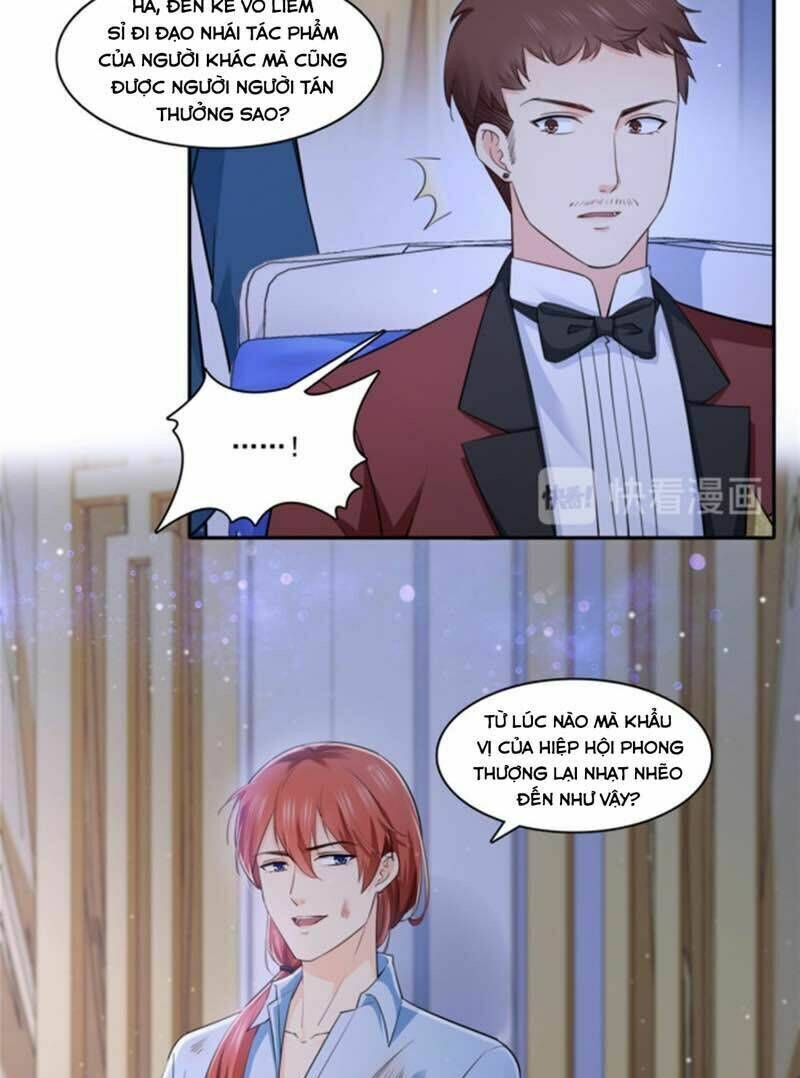 HA, ĐẾN KẺ VÔ LIÊM
SỈ ĐI ĐẠO NHÁI TÁC PHẨM
CỦA NGƯỜI KHÁC MÀ CŨNG
ĐƯỢC NGƯỜI NGƯỜI TÁN
THƯỞNG SAO?
......!
快看! 快看漫画
TỪ LÚC NÀO MÀ KHẨU
VỊ CỦA HIỆP HỘI PHONG
THƯỢNG LẠI NHẠT NHẼO
ĐẾN NHƯ VẬY?